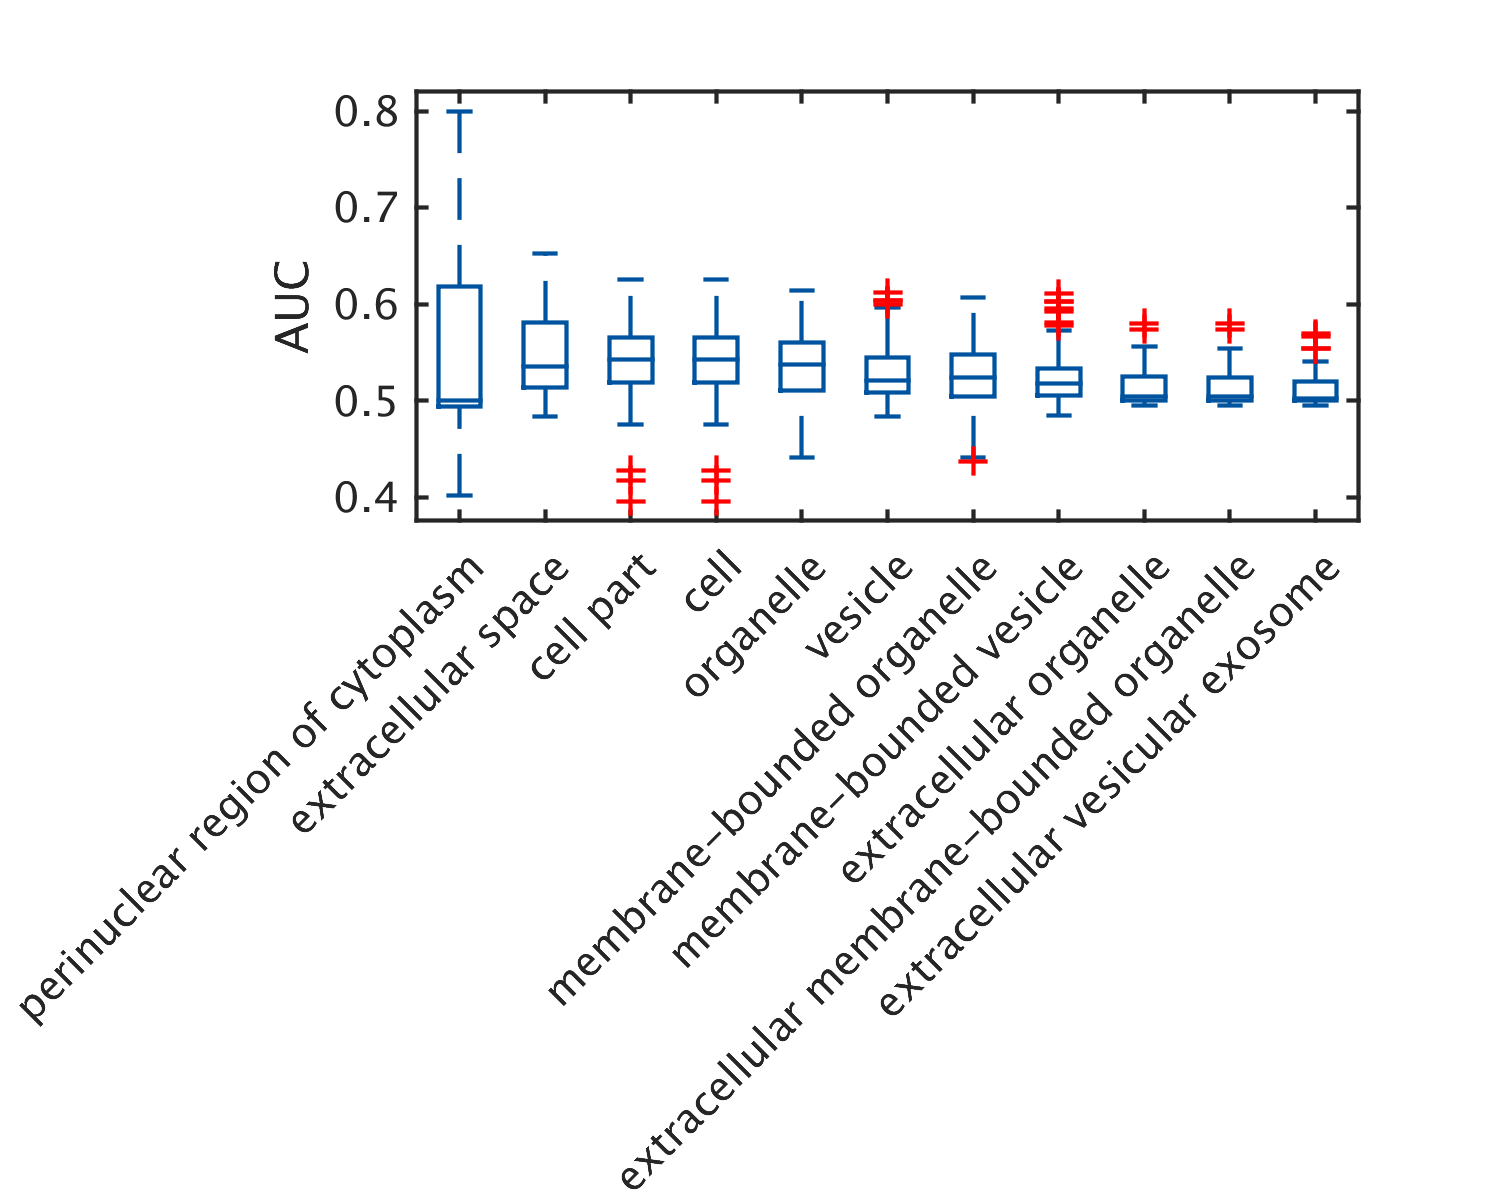 0.8
0.7
0.6
0.5
0.4
AUC
perinuclear region of cytoplasm
extracellular space
cell part
cell
organelle
vesicle
membrane-bounded organelle
membrane-bounded vesicle
extracellular organelle
extracellular membrane-bounded organelle
extracellular vesicular exosome